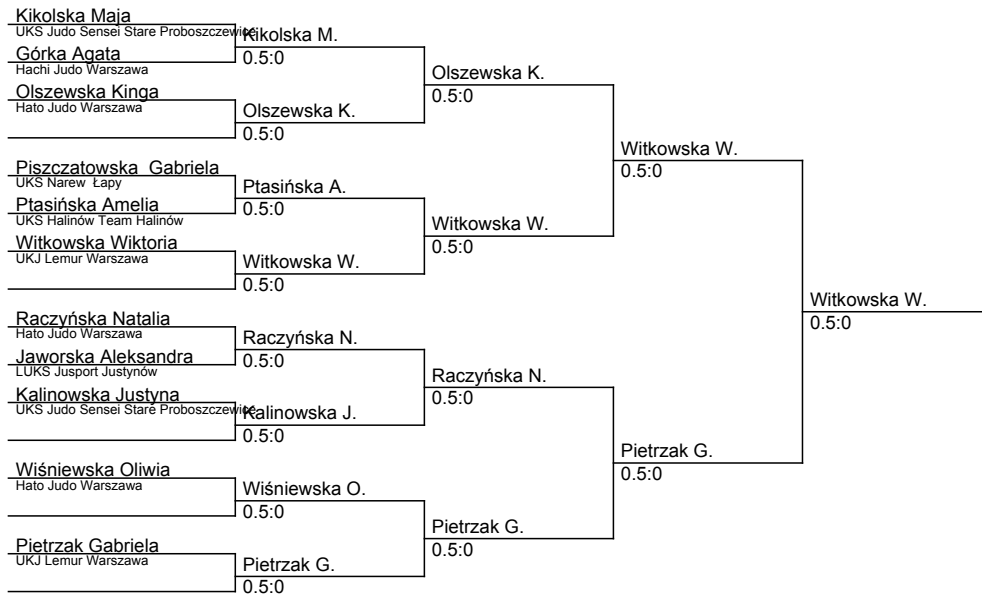 Kikolska Maja
UKS Judo Sensei Stare Proboszczewice
Kikolska M.
Górka Agata
0.5:0
Hachi Judo Warszawa
Olszewska K.
0.5:0
Olszewska Kinga
Hato Judo Warszawa
Olszewska K.
0.5:0
Witkowska W.
0.5:0
Piszczatowska  Gabriela
UKS Narew  Łapy
Ptasińska A.
Ptasińska Amelia
0.5:0
UKS Halinów Team Halinów
Witkowska W.
0.5:0
Witkowska Wiktoria
UKJ Lemur Warszawa
Witkowska W.
0.5:0
Witkowska W.
0.5:0
Raczyńska Natalia
Hato Judo Warszawa
Raczyńska N.
Jaworska Aleksandra
0.5:0
LUKS Jusport Justynów
Raczyńska N.
0.5:0
Kalinowska Justyna
UKS Judo Sensei Stare Proboszczewice
Kalinowska J.
0.5:0
Pietrzak G.
0.5:0
Wiśniewska Oliwia
Hato Judo Warszawa
Wiśniewska O.
0.5:0
Pietrzak G.
0.5:0
Pietrzak Gabriela
UKJ Lemur Warszawa
Pietrzak G.
0.5:0